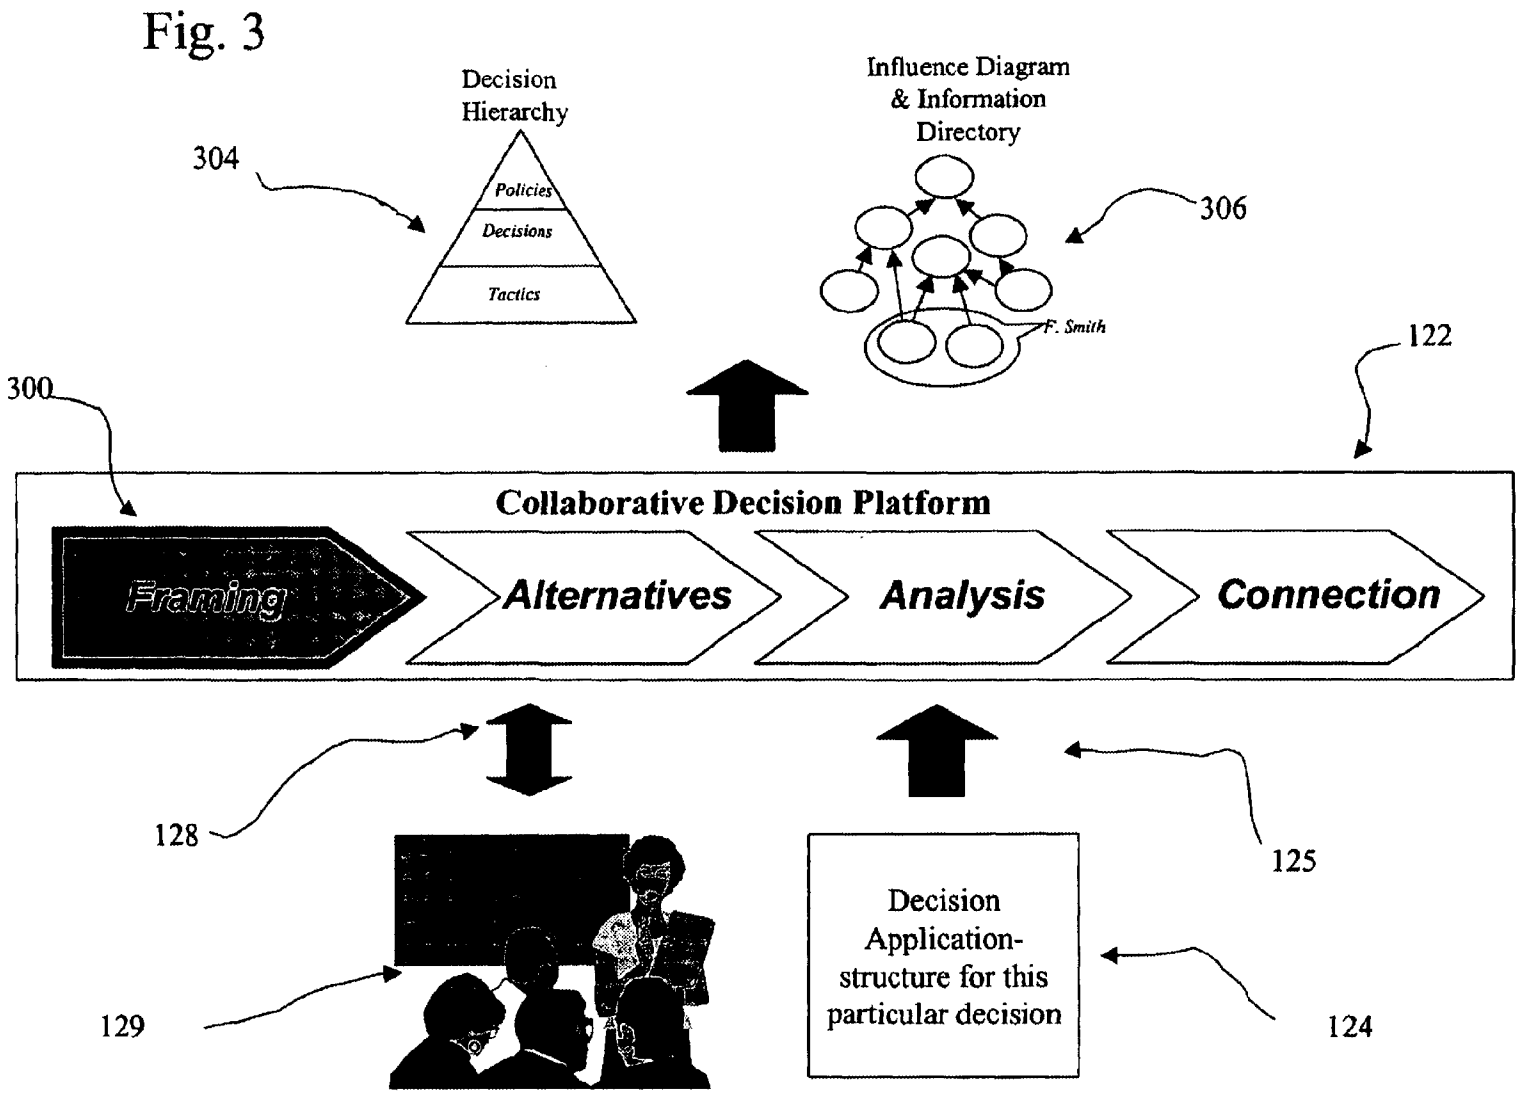 Fig. 3
Decision
Hierarchy
Influence Diagram
& Information
Directory
304
Policies
Decisions
Tactics
306
F. Smith
122
300
Collaborative Decision Platform
Framing
Alternatives
Analysis
Connection
128
125
129
Decision
Application-
structure for this
particular decision
124